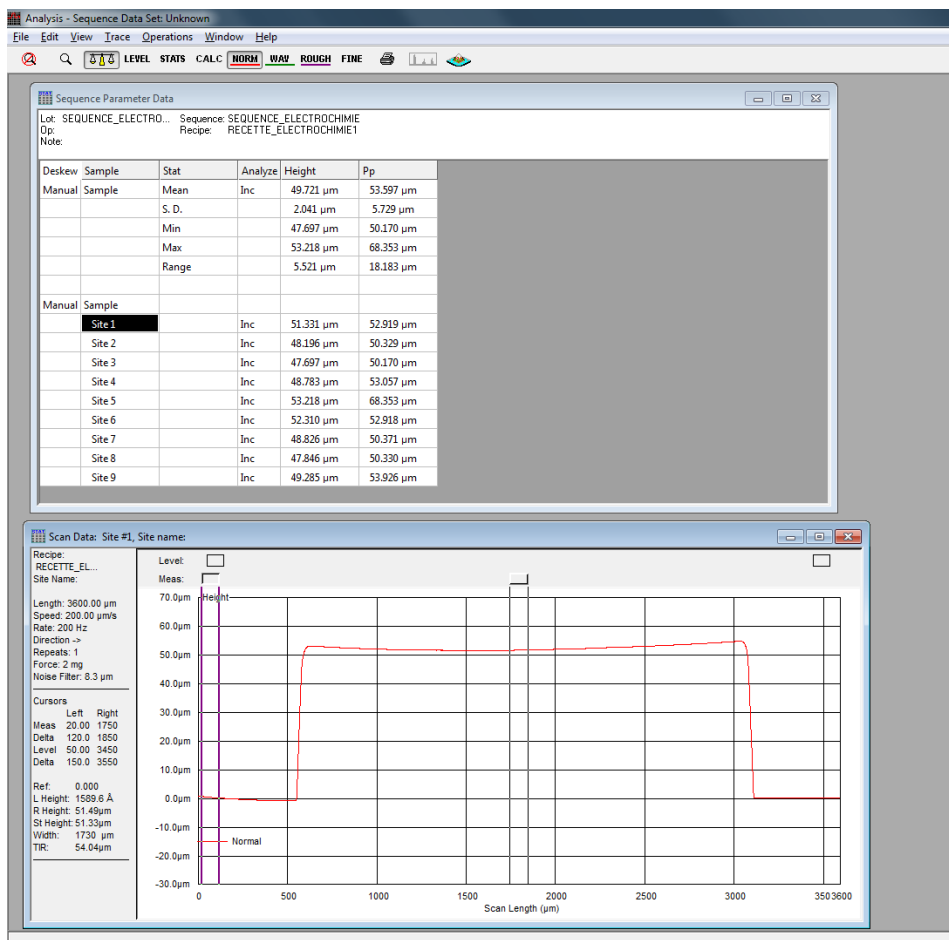 Analysis - Sequence Data Set: Unknown
File Edit View Trace Operations Window Help
LEVEL STATS CALC NORM WAV ROUGH FINE
Sequence Parameter Data
Lot: SEQUENCE_ELECTRO... Sequence: SEQUENCE_ELECTROCHIMIE
Op: Recipe: RECETTE_ELECTROCHIMIE1
Note:
Deskew Sample Stat Analyze Height Pp
Manual Sample Mean Inc 49.721 µm 53.597 µm
S. D. 2.041 µm 5.729 µm
Min 47.697 µm 50.170 µm
Max 53.218 µm 68.353 µm
Range 5.521 µm 18.183 µm
Manual Sample
Site 1 Inc 51.331 µm 52.919 µm
Site 2 Inc 48.196 µm 50.329 µm
Site 3 Inc 47.697 µm 50.170 µm
Site 4 Inc 48.783 µm 53.057 µm
Site 5 Inc 53.218 µm 68.353 µm
Site 6 Inc 52.310 µm 52.918 µm
Site 7 Inc 48.826 µm 50.371 µm
Site 8 Inc 47.846 µm 50.330 µm
Site 9 Inc 49.285 µm 53.926 µm
Scan Data: Site #1, Site name:
Recipe:
RECETTE_EL...
Site Name:
Length: 3600.00 µm
Speed: 200.00 µm/s
Rate: 200 Hz
Direction ->
Repeats: 1
Force: 2 mg
Noise Filter: 8.3 µm
Cursors
Left Right
Meas 20.00 1750
Delta 120.0 1850
Level 50.00 3450
Delta 150.0 3550
Ref: 0.000
L Height: 1589.6 Å
R Height: 51.49µm
St Height: 51.33µm
Width: 1730 µm
TIR: 54.04µm
Level:
Meas:
70.0µm Height
60.0µm
50.0µm
40.0µm
30.0µm
20.0µm
10.0µm
0.0µm
-10.0µm
Normal
-20.0µm
-30.0µm
0 500 1000 1500 2000 2500 3000 3503600
Scan Length (µm)